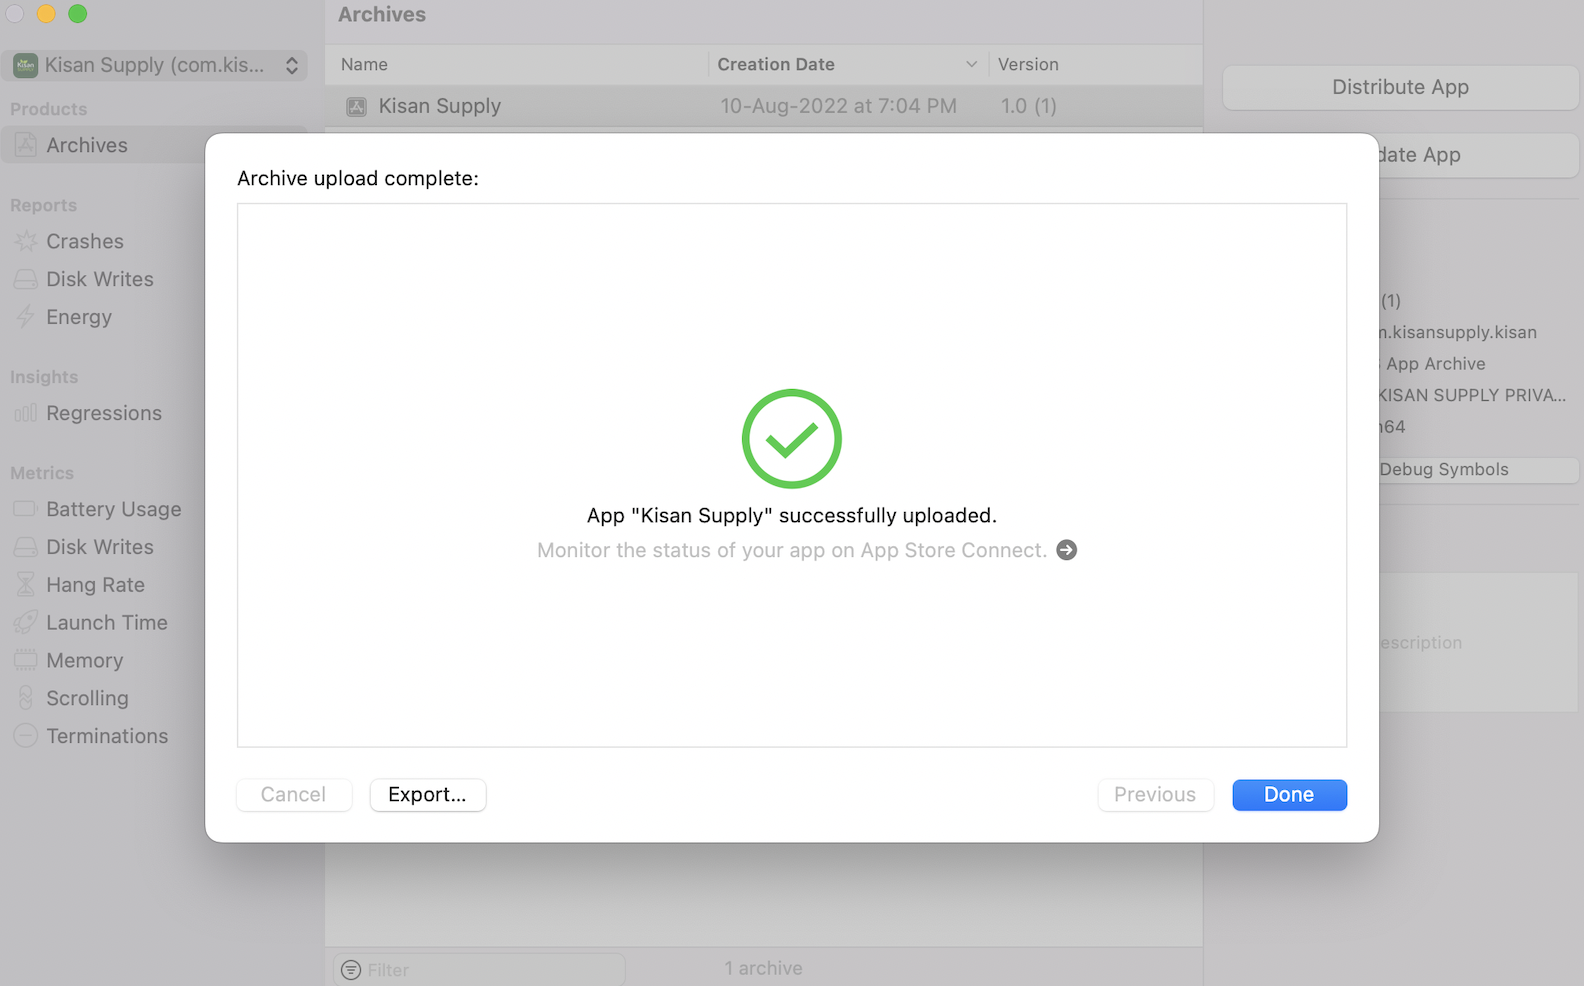 Archives
Kisan Supply (com.kis...
Name
Creation Date
Version
Products
Kisan Supply
10-Aug-2022 at 7:04 PM
1.0 (1)
Distribute App
Archives
date App
Archive upload complete:
Reports
Crashes
Disk Writes
Energy
(1)
n.kisansupply.kisan
App Archive
KISAN SUPPLY PRIVA...
n64
Debug Symbols
Insights
Regressions
Metrics
Battery Usage
Disk Writes
Hang Rate
Launch Time
Memory
Scrolling
Terminations
App "Kisan Supply" successfully uploaded.
Monitor the status of your app on App Store Connect.
escription
Cancel
Export...
Previous
Done
Filter
1 archive